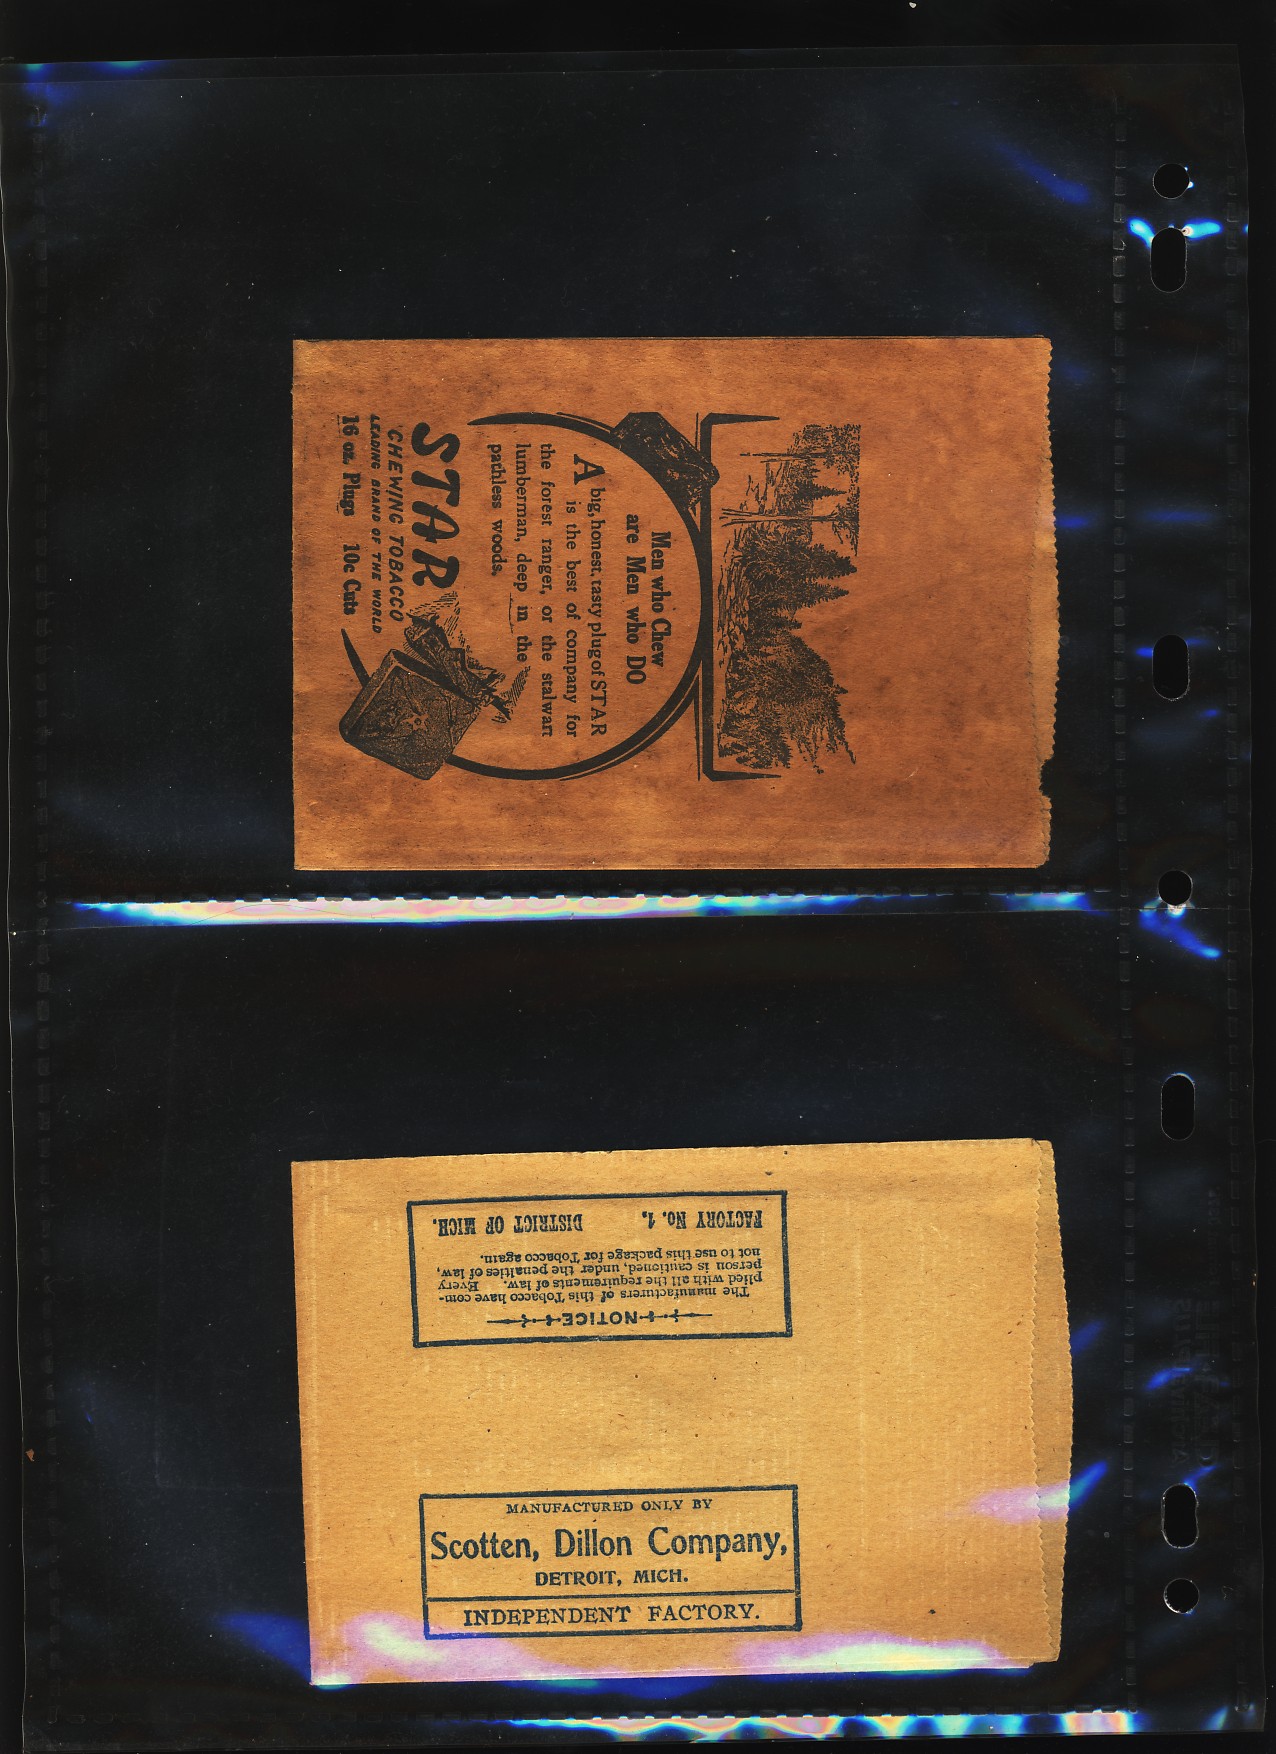 Men who Chew
are Men who DO
A big, honest, tasty plug of STAR
is the best of company for
the forest ranger, or the stalwart
lumberman, deep in the
pathless woods.
STAR
CHEWING TOBACCO
LEADING BRAND OF THE WORLD
16 oz. Plugs 10c Cuts
NOTICE
The manufacturers of this Tobacco have com-
plied with all the requirements of law. Every
person is cautioned, under the penalties of law,
not to use this package for Tobacco again.
FACTORY No. 1, DISTRICT OF MICH.
MANUFACTURED ONLY BY
Scotten, Dillon Company,
DETROIT, MICH.
INDEPENDENT FACTORY.